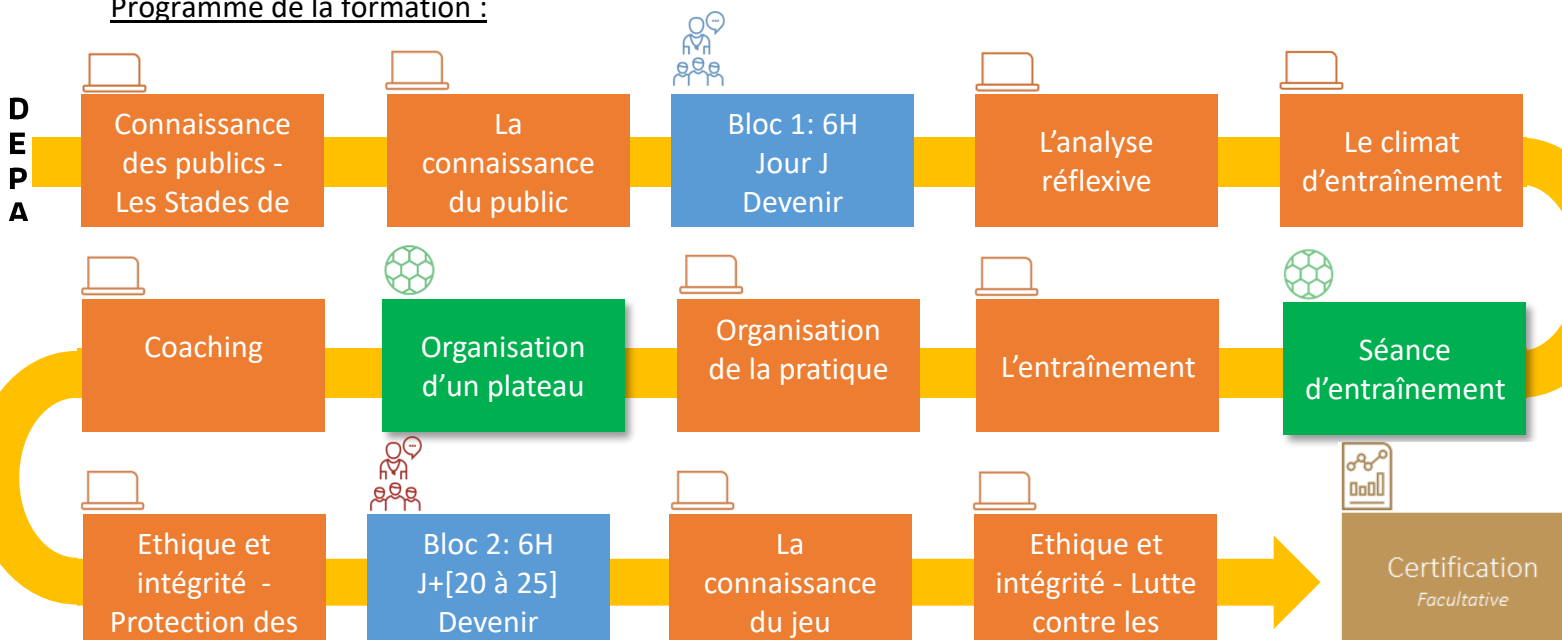 Programme de la formation :
D
E
P
A
Connaissance
des publics -
Les Stades de
La
connaissance
du public
Bloc 1: 6H
Jour J
Devenir
L'analyse
réflexive
Le climat
d'entraînement
Séance
d'entraînement
L'entraînement
Organisation
de la pratique
Organisation
d'un plateau
Coaching
Ethique et
intégrité -
Protection des
Bloc 2: 6H
J+[20 à 25]
Devenir
La
connaissance
du jeu
Ethique et
intégrité - Lutte
contre les
Certification
Facultative